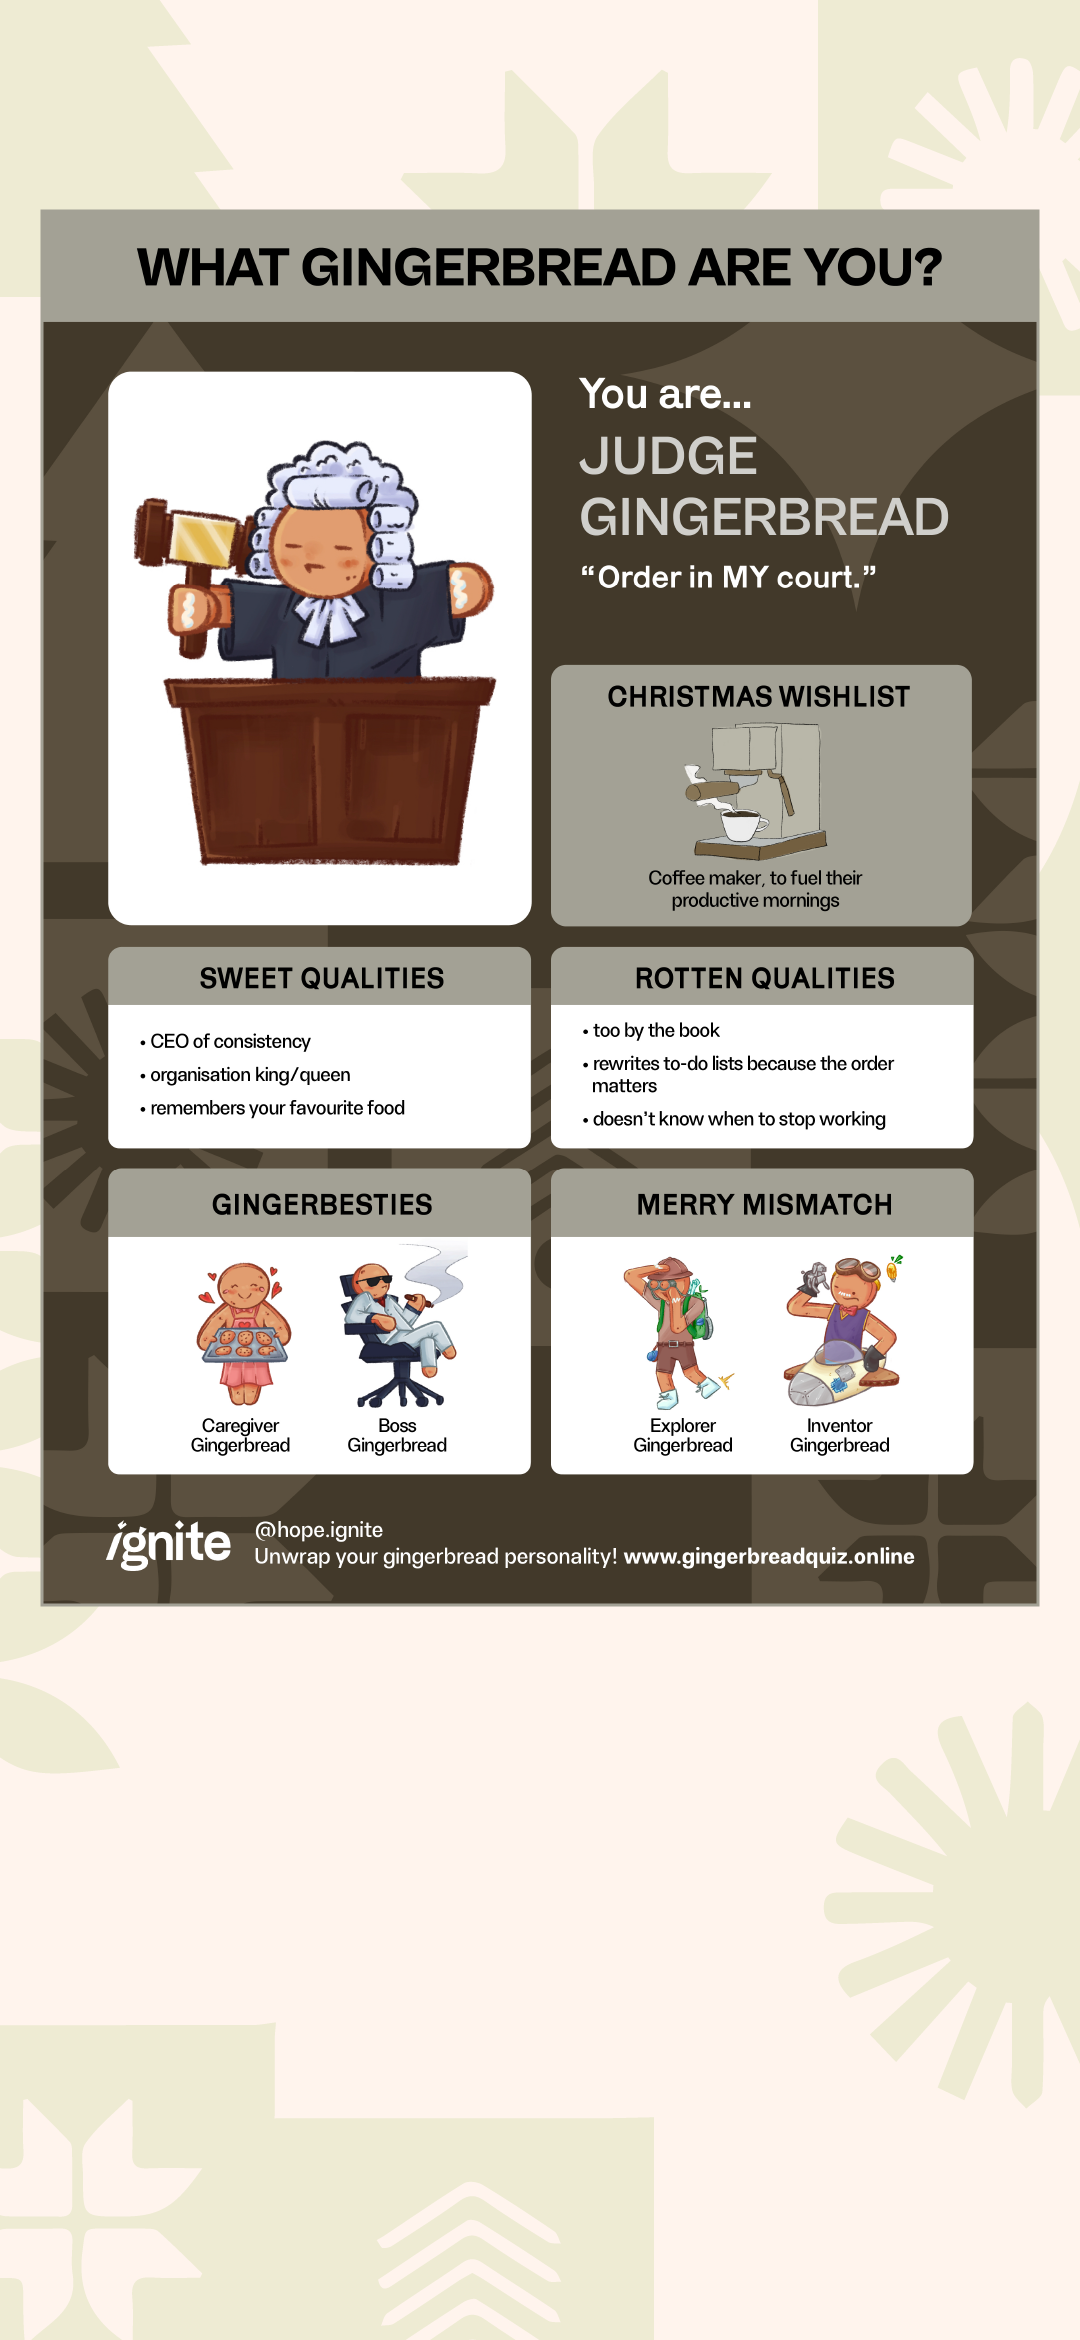 WHAT GINGERBREAD ARE YOU?
You are...
JUDGE
GINGERBREAD
“Order in MY court.”
CHRISTMAS WISHLIST
Coffee maker, to fuel their
productive mornings
SWEET QUALITIES
• CEO of consistency
• organisation king/queen
• remembers your favourite food
ROTTEN QUALITIES
• too by the book
• rewrites to-do lists because the order
matters
• doesn’t know when to stop working
GINGERBESTIES
Caregiver
Gingerbread
Boss
Gingerbread
MERRY MISMATCH
Explorer
Gingerbread
Inventor
Gingerbread
ignite
@hope.ignite
Unwrap your gingerbread personality! www.gingerbreadquiz.online